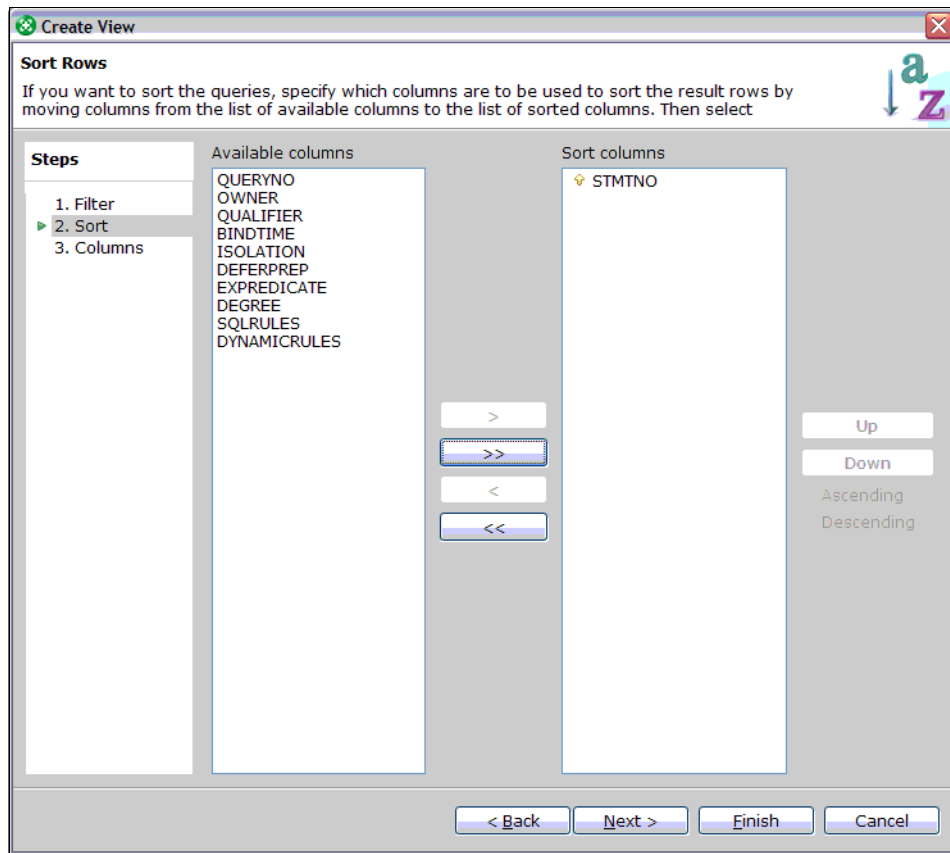 Create View
Sort Rows
If you want to sort the queries, specify which columns are to be used to sort the result rows by
moving columns from the list of available columns to the list of sorted columns. Then select
a
z
Steps
1. Filter
2. Sort
3. Columns
Available columns
QUERYNO
OWNER
QUALIFIER
BINDTIME
ISOLATION
DEFERPREP
EXPREDICATE
DEGREE
SQLRULES
DYNAMICRULES
>
>>
<
<<
Sort columns
STMTNO
Up
Down
Ascending
Descending
< Back
Next >
Finish
Cancel